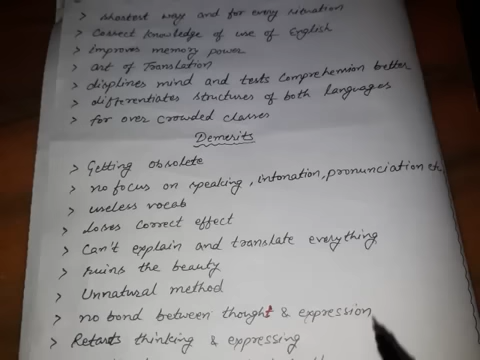 > shortest way and for every situation
> Correct knowledge of use of English
> Improves memory power
> art of Translation
> displines mind and tests comprehension better
> differentiates structures of both languages
> for over crowded classes
Demerits
> Getting obsolete
> no focus on speaking, intonation, pronunciation etc,
> useless vocab
> Loses correct effect
> Can't explain and translate everything
> Ruins the beauty
> Unnatural method
> no bond between thought & expression
> Retarts thinking & expressing